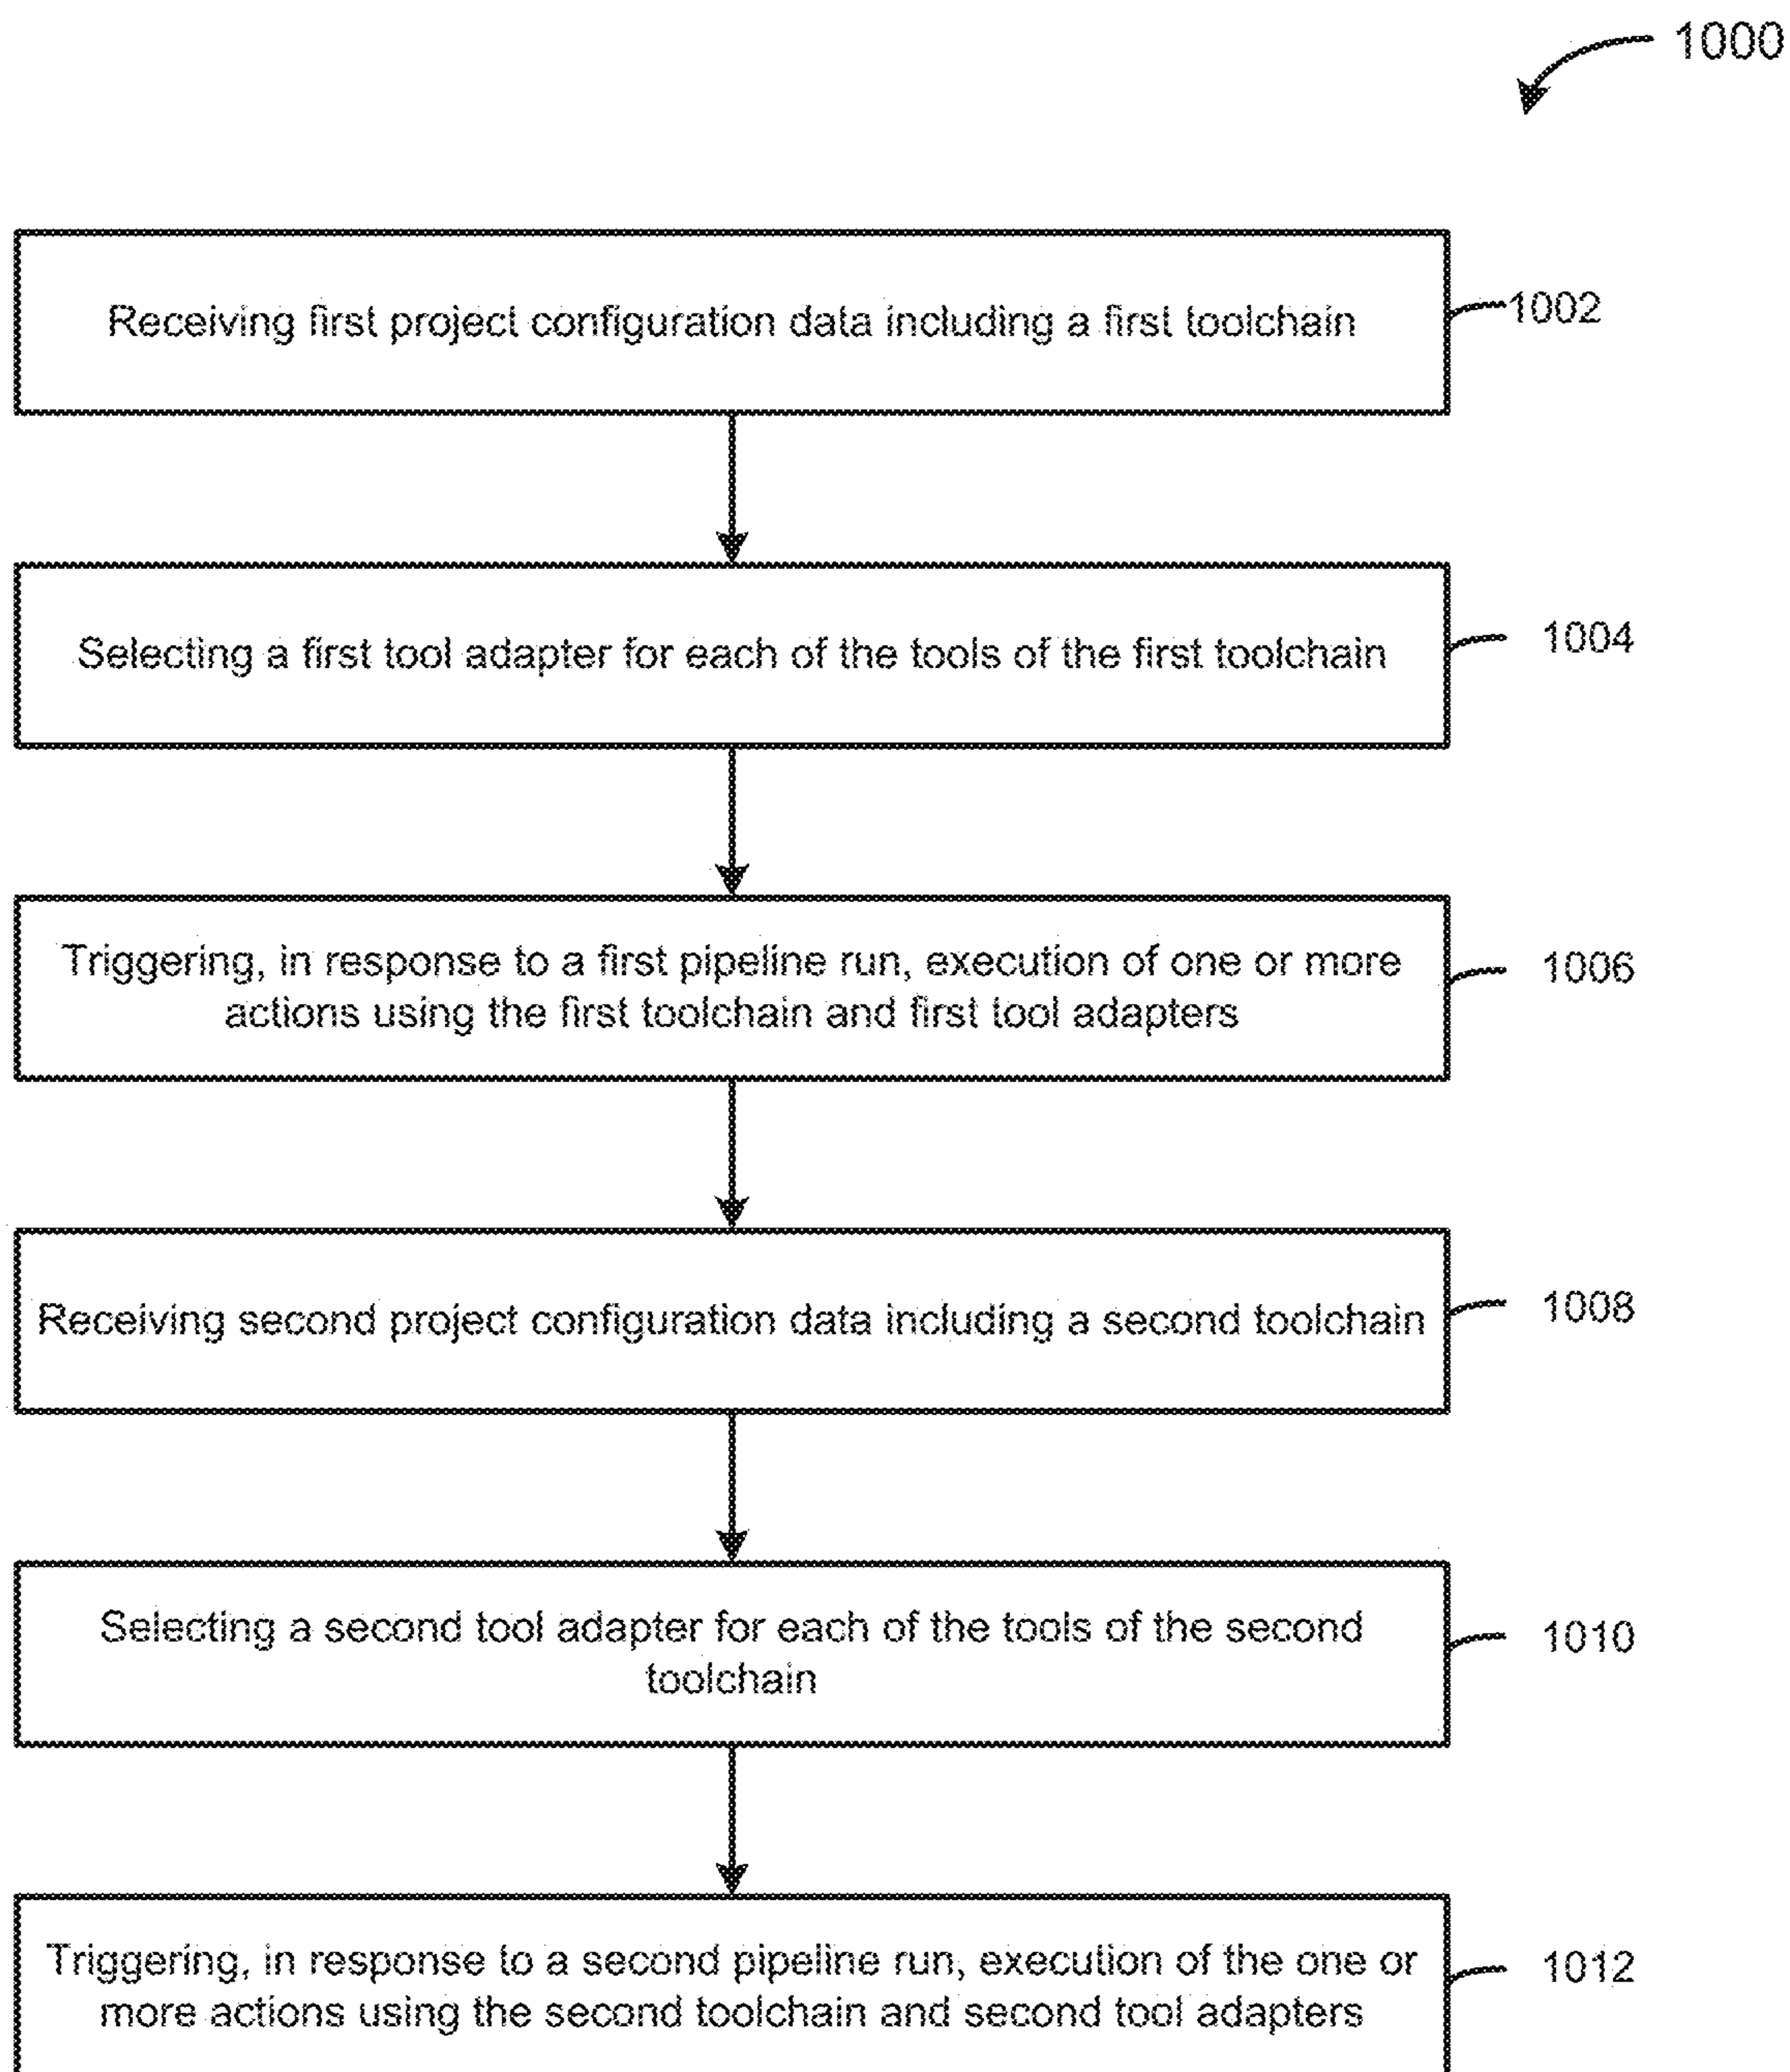 1000
Receiving first project configuration data including a first toolchain
1002
Selecting a first tool adapter for each of the tools of the first toolchain
1004
Triggering, in response to a first pipeline run, execution of one or more
actions using the first toolchain and first tool adapters
1006
Receiving second project configuration data including a second toolchain
1008
Selecting a second tool adapter for each of the tools of the second
toolchain
1010
Triggering, in response to a second pipeline run, execution of the one or
more actions using the second toolchain and second tool adapters
1012